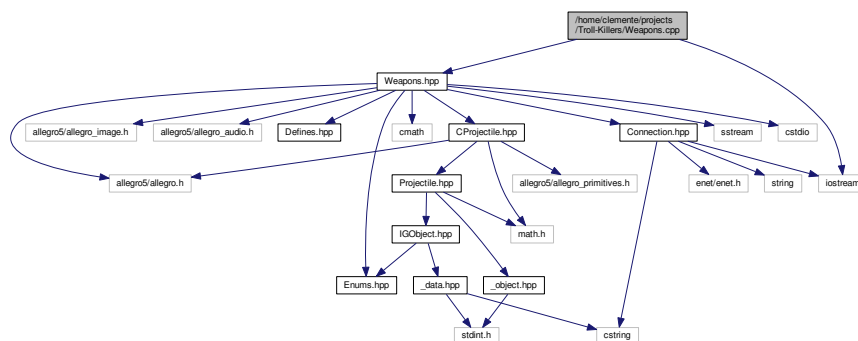 /home/clemente/projects
/Troll-Killers/Weapons.cpp
Weapons.hpp
allegro5/allegro_image.h
allegro5/allegro_audio.h
Defines.hpp
cmath
CProjectile.hpp
Connection.hpp
sstream
cstdio
allegro5/allegro.h
Projectile.hpp
allegro5/allegro_primitives.h
enet/enet.h
string
iostream
IGObject.hpp
math.h
Enums.hpp
_data.hpp
_object.hpp
stdint.h
cstring